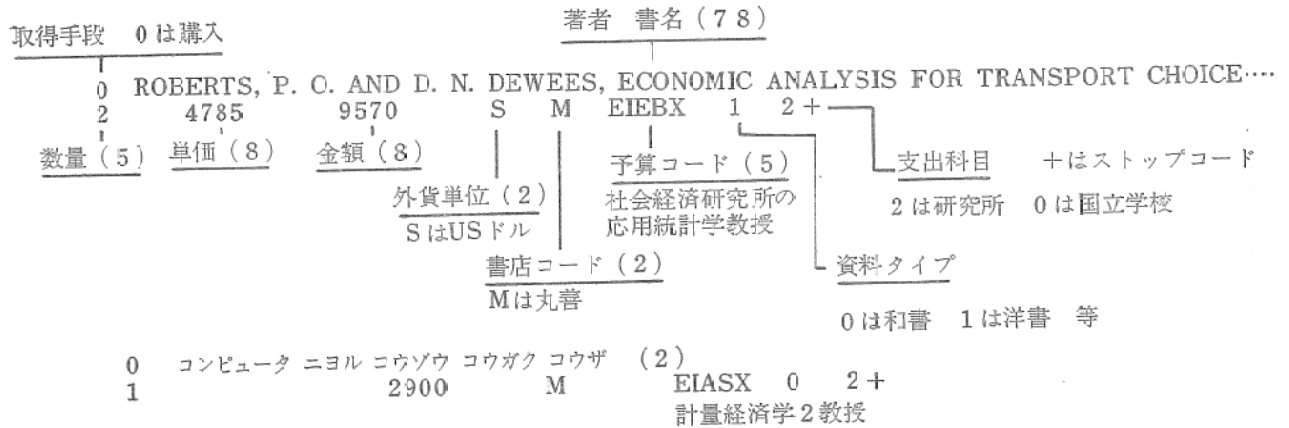 著者 書名(78)
取得手段 0は購入
0 ROBERTS, P. O. AND D. N. DEWEES, ECONOMIC ANALYSIS FOR TRANSPORT CHOICE‥‥
2 4785 9570 S M EIEBX 1 2+
数量(5) 単価(8) 金額(8) 予算コード(5) 支出科目 +はストップコード
外貨単位(2) 社会経済研究所の 2は研究所 0は国立学校
SはUSドル 応用統計学教授
書店コード(2) 資料タイプ
Mは丸善
0は和書 1は洋書 等
0 コンピュータ ニヨル コウゾウ コウガク コウザ (2)
1 2900 M EIASX 0 2+
計量経済学2教授